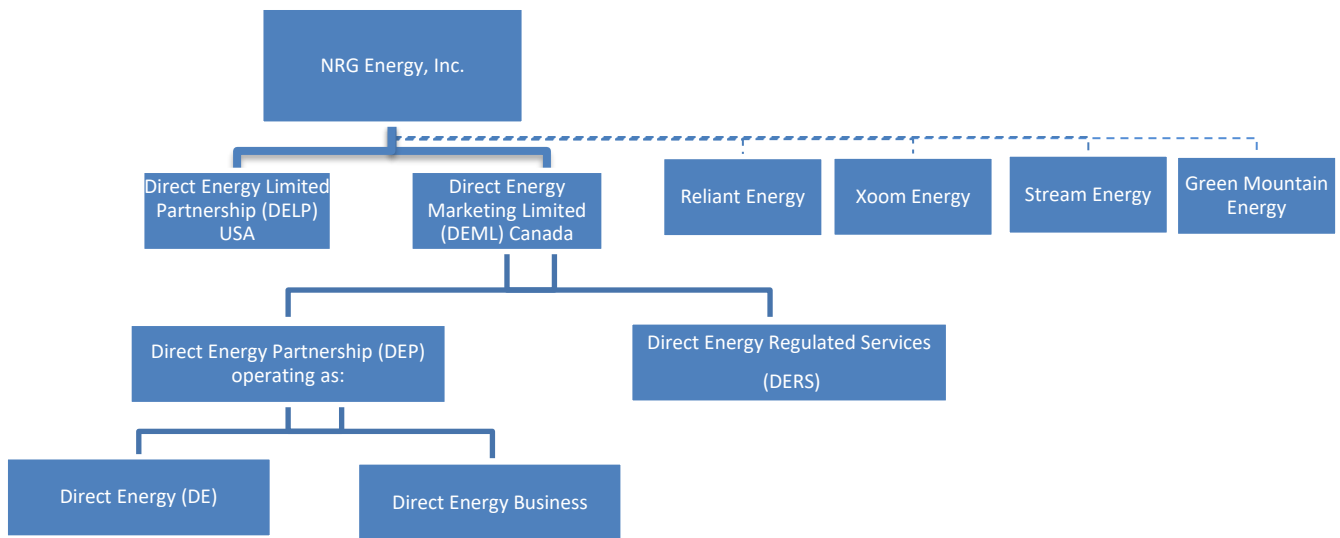 NRG Energy, Inc.
Direct Energy Limited
Partnership (DELP)
USA
Direct Energy
Marketing Limited
(DEML) Canada
Reliant Energy
Xoom Energy
Stream Energy
Green Mountain
Energy
Direct Energy Partnership (DEP)
operating as:
Direct Energy Regulated Services
(DERS)
Direct Energy (DE)
Direct Energy Business